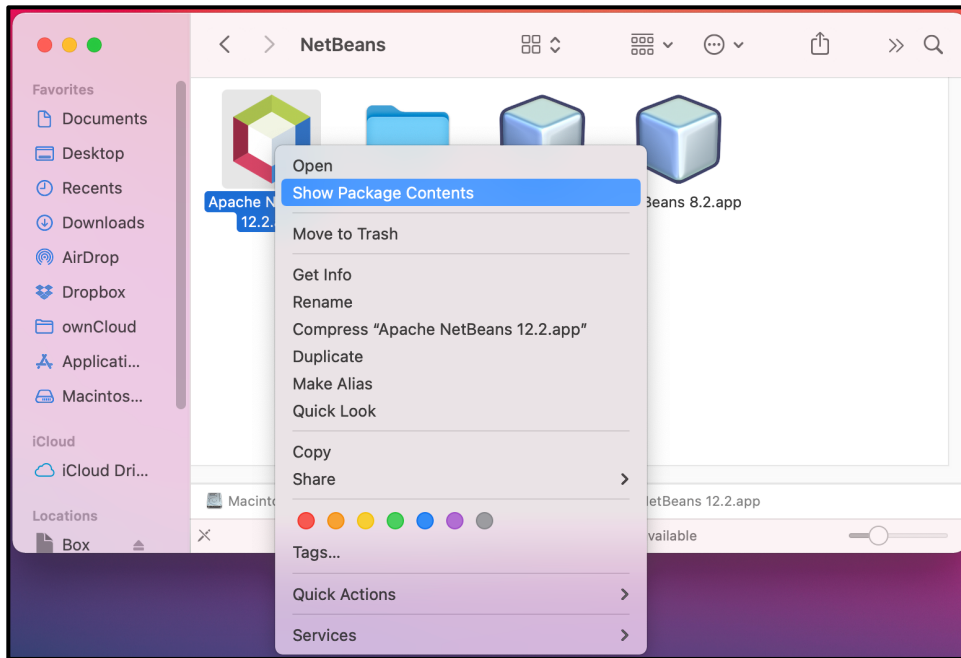 NetBeans
Favorites
Documents
Desktop
Recents
Downloads
AirDrop
Dropbox
ownCloud
Applicati...
Macintos...
iCloud
iCloud Dri...
Locations
Box
Apache N
12.2.
Beans 8.2.app
Open
Show Package Contents
Move to Trash
Get Info
Rename
Compress “Apache NetBeans 12.2.app”
Duplicate
Make Alias
Quick Look
Copy
Share
Tags...
Quick Actions
Services
Macinto
etBeans 12.2.app
vailable